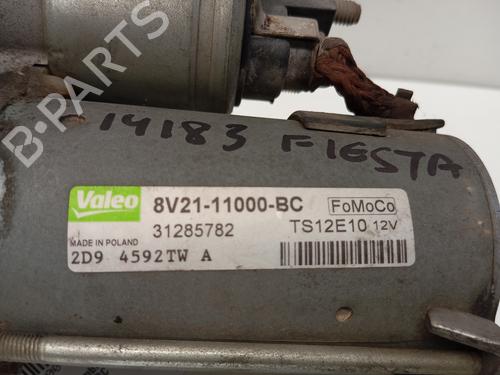 B-PARTS
14183 FIESTA
Valeo
8V21-11000-BC
FoMoCo
31285782
TS12E10 12V
MADE IN POLAND
2D9 4592TW A